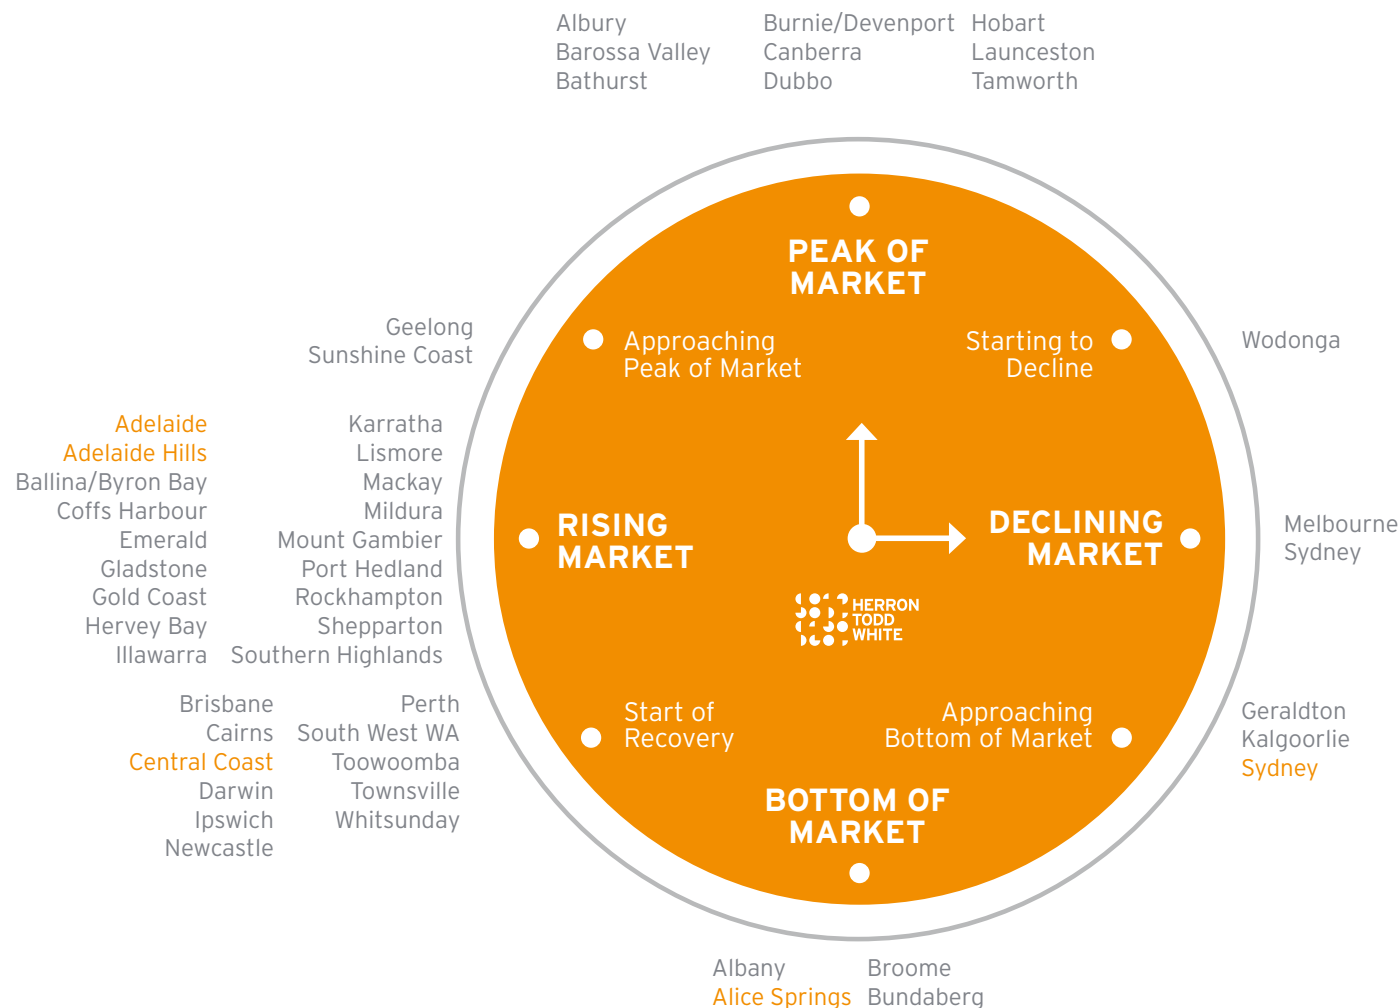 Albury
Barossa Valley
Bathurst
Burnie/Devenport
Canberra
Dubbo
Hobart
Launceston
Tamworth
PEAK OF
MARKET
Geelong
Sunshine Coast
Approaching
Peak of Market
Starting to
Decline
Wodonga
Adelaide
Adelaide Hills
Ballina/Byron Bay
Coffs Harbour
Emerald
Gladstone
Gold Coast
Hervey Bay
Illawarra
Karratha
Lismore
Mackay
Mildura
Mount Gambier
Port Hedland
Rockhampton
Shepparton
Southern Highlands
RISING
MARKET
DECLINING
MARKET
Melbourne
Sydney
HERRON
TODD
WHITE
Brisbane
Cairns
Central Coast
Darwin
Ipswich
Newcastle
Perth
South West WA
Toowoomba
Townsville
Whitsunday
Start of
Recovery
Approaching
Bottom of Market
Geraldton
Kalgoorlie
Sydney
BOTTOM OF
MARKET
Albany
Alice Springs
Broome
Bundaberg